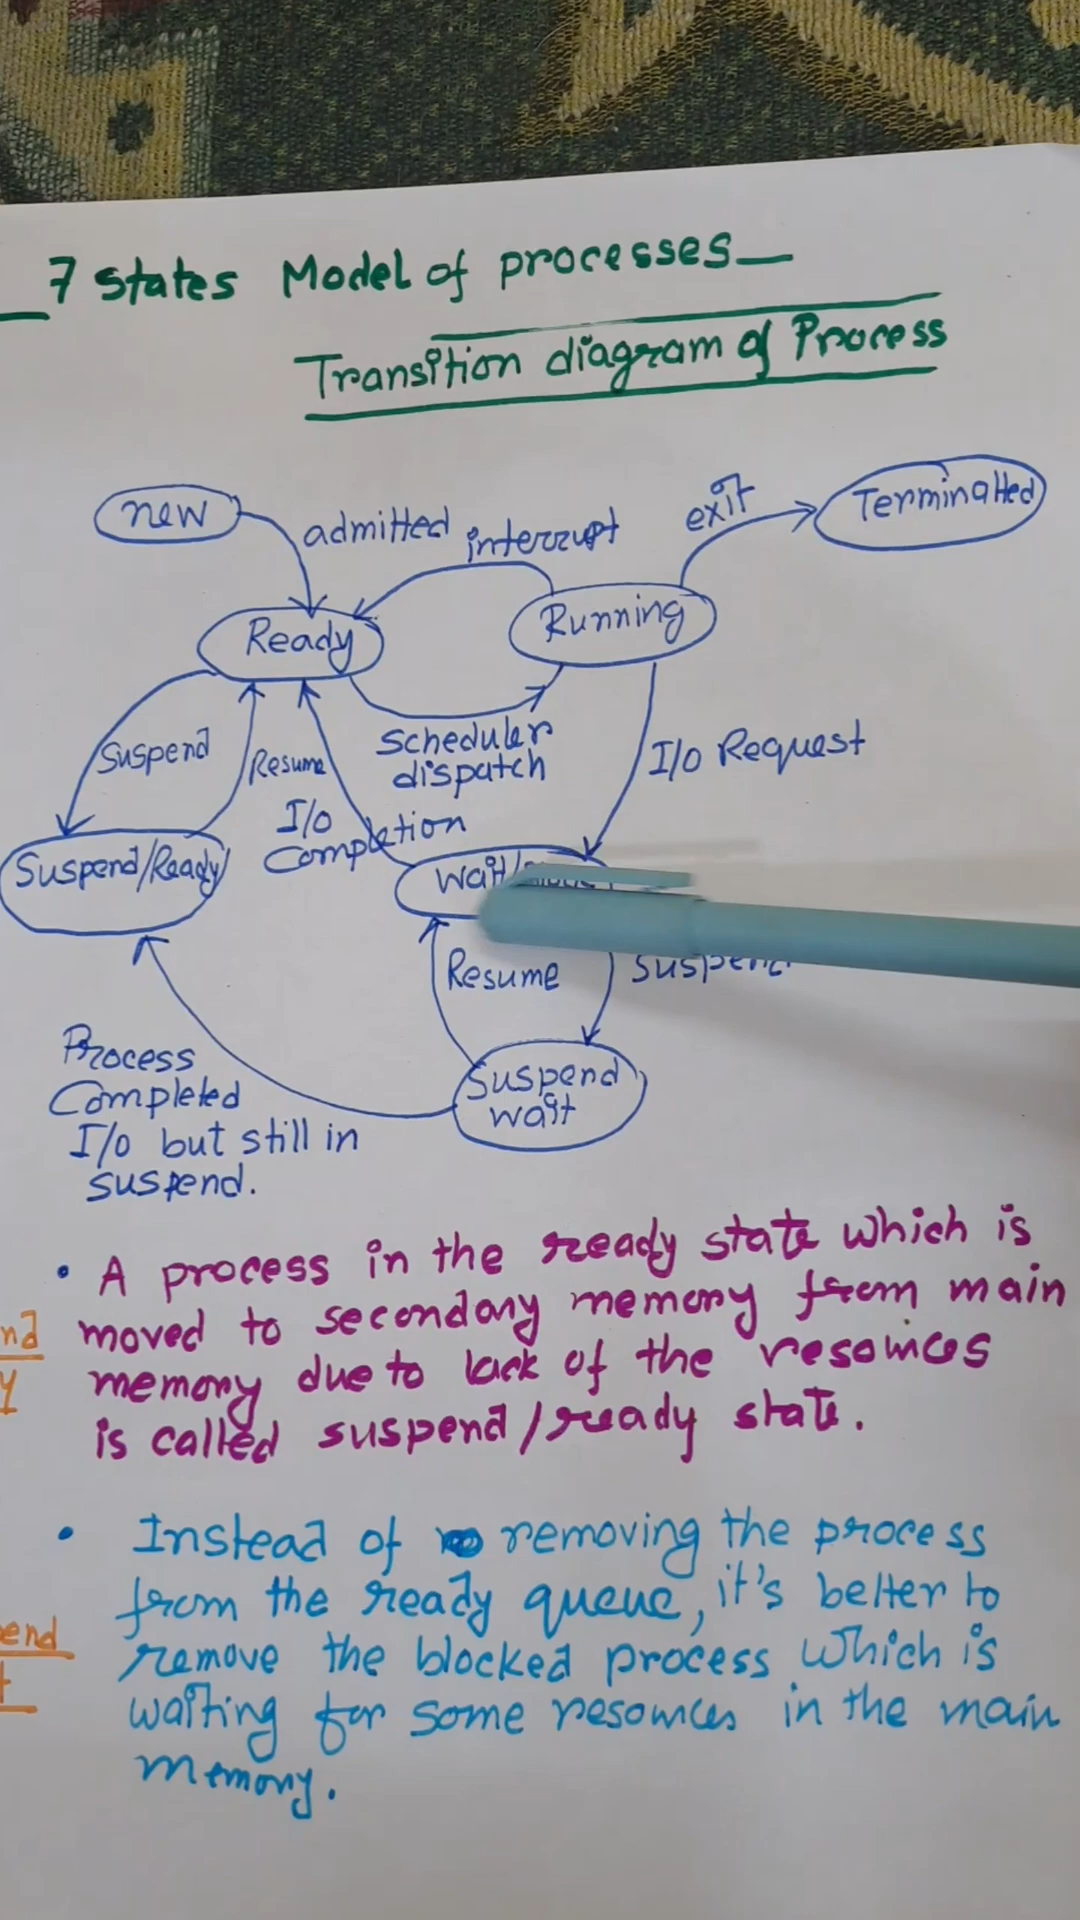 7 States Model of processes
Transition diagram of Process
new
admitted
interrupt
exit
Terminatted
Ready
Running
Suspend
Resume
Scheduler
dispatch
I/O Request
I/O
Completion
Suspend/Ready
Wait/
Resume
Suspend
Suspend
wait
Process
Completed
I/O but still in
suspend.
• A process in the ready state which is
moved to secondary memory from main
memory due to lack of the resources
is called suspend/ready state.
• Instead of removing the process
from the ready queue, it's better to
remove the blocked process which is
waiting for some resources in the main
memory.